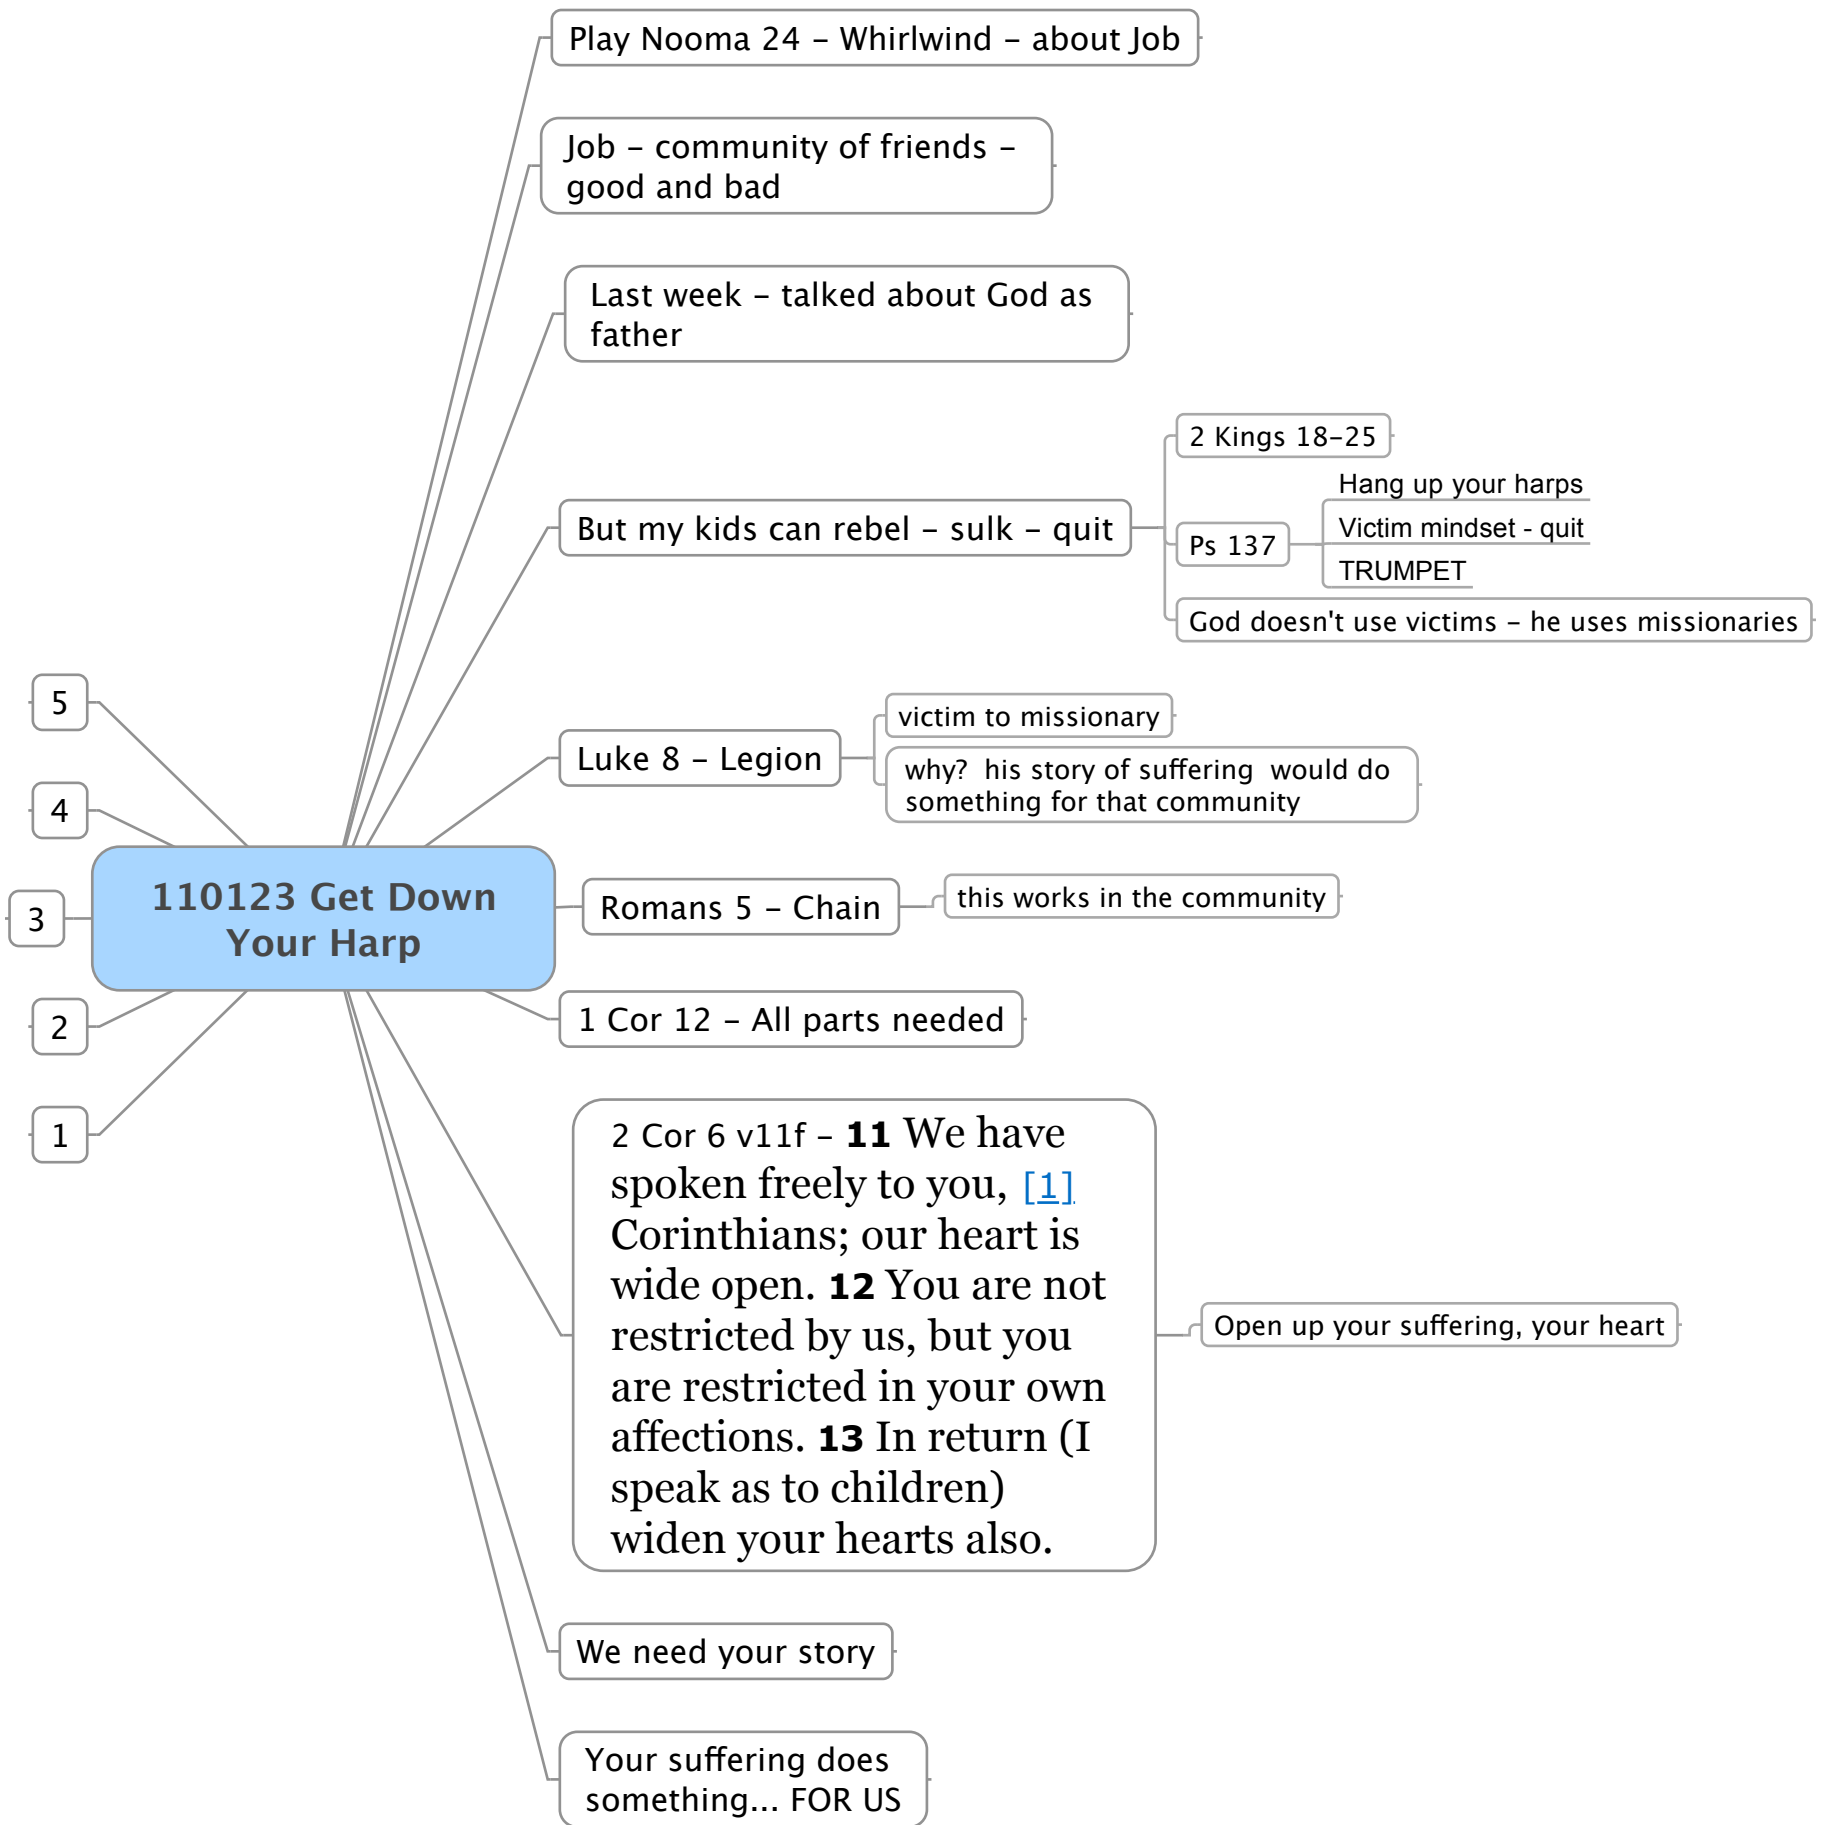 Play Nooma 24 – Whirlwind – about Job
Job – community of friends –
good and bad
Last week – talked about God as
father
But my kids can rebel – sulk – quit
2 Kings 18–25
Ps 137
Hang up your harps
Victim mindset - quit
TRUMPET
God doesn't use victims – he uses missionaries
Luke 8 – Legion
victim to missionary
why?  his story of suffering  would do
something for that community
Romans 5 – Chain
this works in the community
1 Cor 12 – All parts needed
2 Cor 6 v11f – 11 We have
spoken freely to you, [1]
Corinthians; our heart is
wide open. 12 You are not
restricted by us, but you
are restricted in your own
affections. 13 In return (I
speak as to children)
widen your hearts also.
Open up your suffering, your heart
We need your story
Your suffering does
something... FOR US
110123 Get Down
Your Harp
5
4
3
2
1